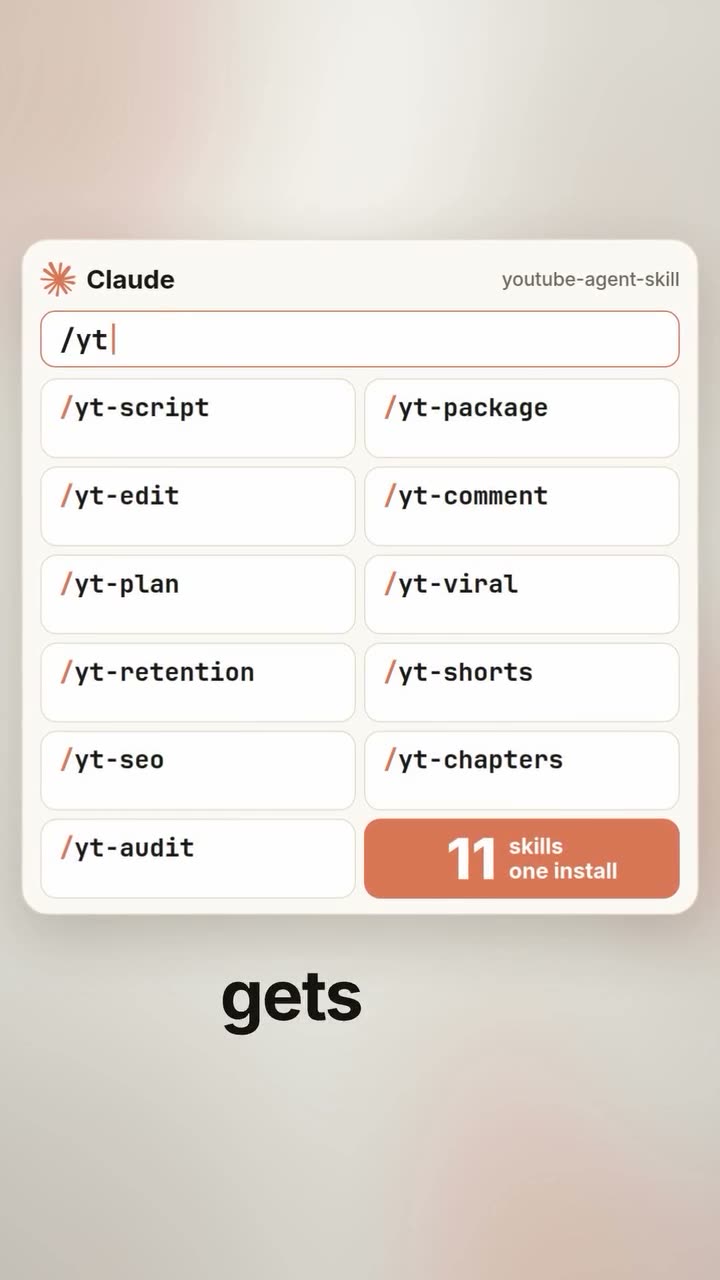 Claude
youtube-agent-skill
/yt
/yt-script
/yt-package
/yt-edit
/yt-comment
/yt-plan
/yt-viral
/yt-retention
/yt-shorts
/yt-seo
/yt-chapters
/yt-audit
11
skills
one install
gets